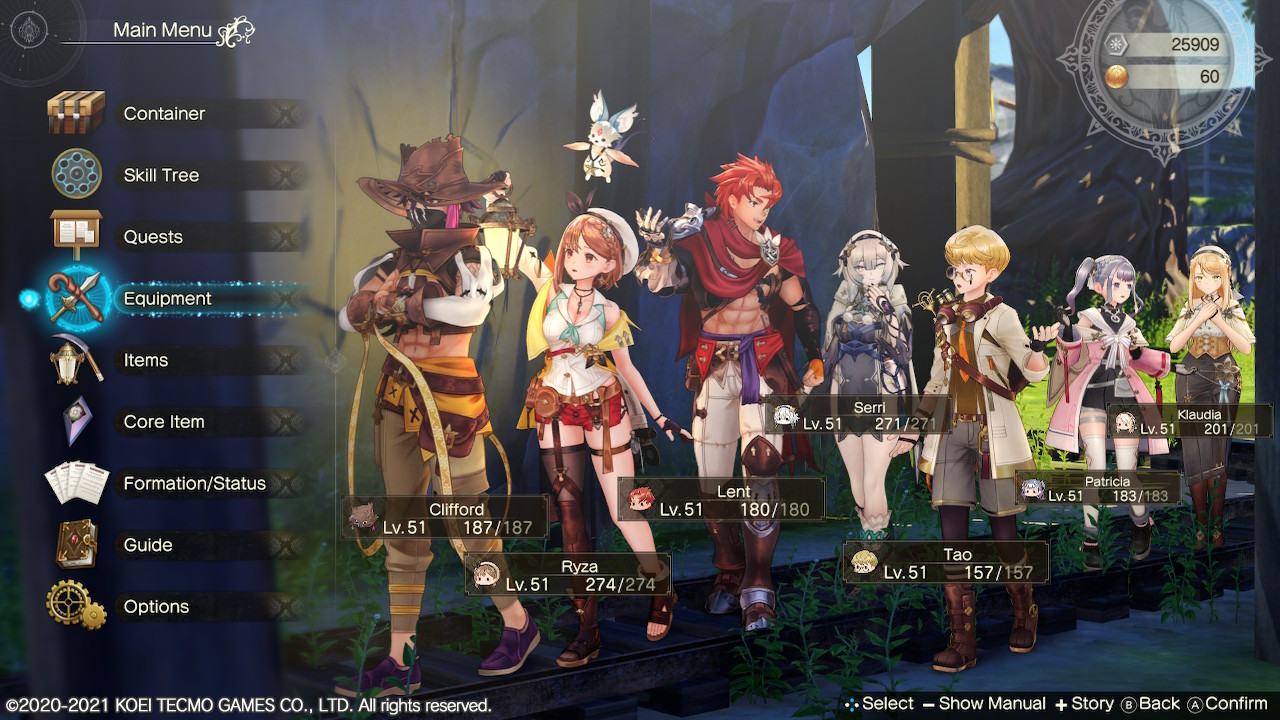 Main Menu
25909
60
Container
Skill Tree
Quests
Equipment
Items
Core Item
Formation/Status
Guide
Options
Clifford
Lv.51 187/187
Ryza
Lv.51 274/274
Lent
Lv.51 180/180
Serri
Lv.51 271/271
Tao
Lv.51 157/157
Patricia
Lv.51 183/183
Klaudia
Lv.51 201/201
©2020-2021 KOEI TECMO GAMES CO., LTD. All rights reserved.
Select Show Manual Story B Back A Confirm